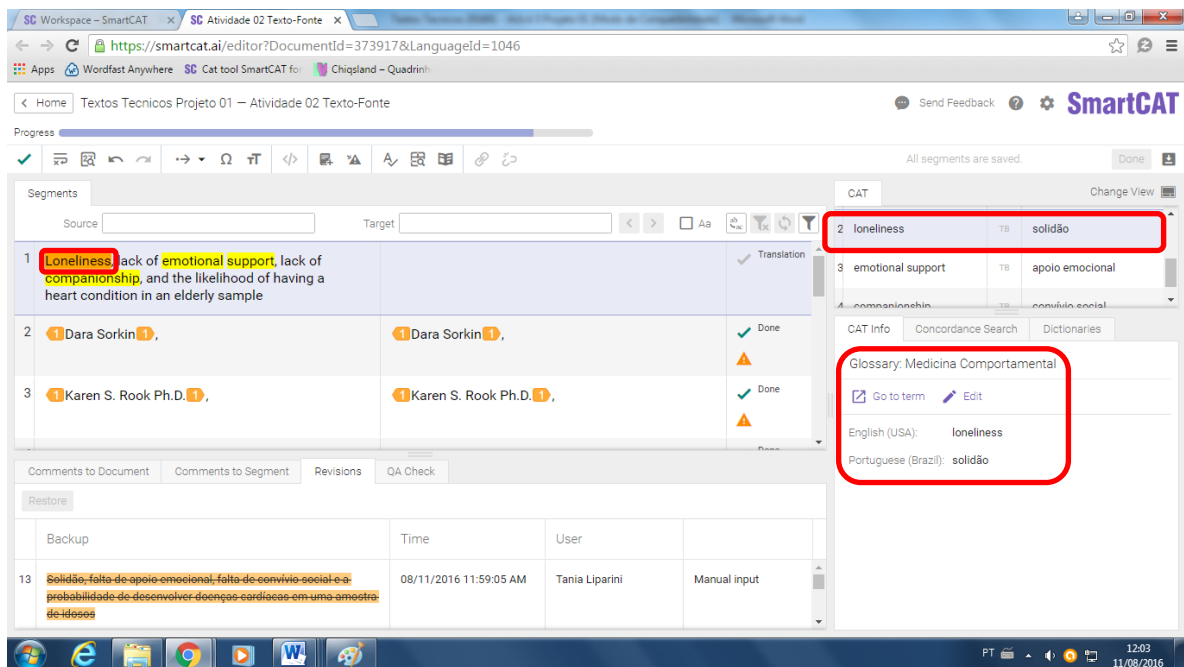 SC Workspace – SmartCAT × SC Atividade 02 Texto-Fonte ×
https://smartcat.ai/editor?DocumentId=373917&LanguageId=1046
Apps Wordfast Anywhere SC Cat tool SmartCAT for Chiqsland – Quadrinh
< Home Textos Tecnicos Projeto 01 — Atividade 02 Texto-Fonte Send Feedback SmartCAT
Progress
All segments are saved. Done
Segments
Source Target Aa
1 Loneliness, lack of emotional support, lack of
companionship, and the likelihood of having a
heart condition in an elderly sample
Translation
2 1 Dara Sorkin 1 , 1 Dara Sorkin 1 , Done
3 1 Karen S. Rook Ph.D. 1 , 1 Karen S. Rook Ph.D. 1 , Done
Done
CAT Change View
2 loneliness TB solidão
3 emotional support TB apoio emocional
4 companionship TB convívio social
CAT Info Concordance Search Dictionaries
Glossary: Medicina Comportamental
Go to term Edit
English (USA): loneliness
Portuguese (Brazil): solidão
Comments to Document Comments to Segment Revisions QA Check
Restore
Backup Time User
13 Solidão, falta de apoio emocional, falta de convívio social e a
probabilidade de desenvolver doenças cardíacas em uma amostra
de idosos
08/11/2016 11:59:05 AM Tania Liparini Manual input
PT 12:03
11/08/2016